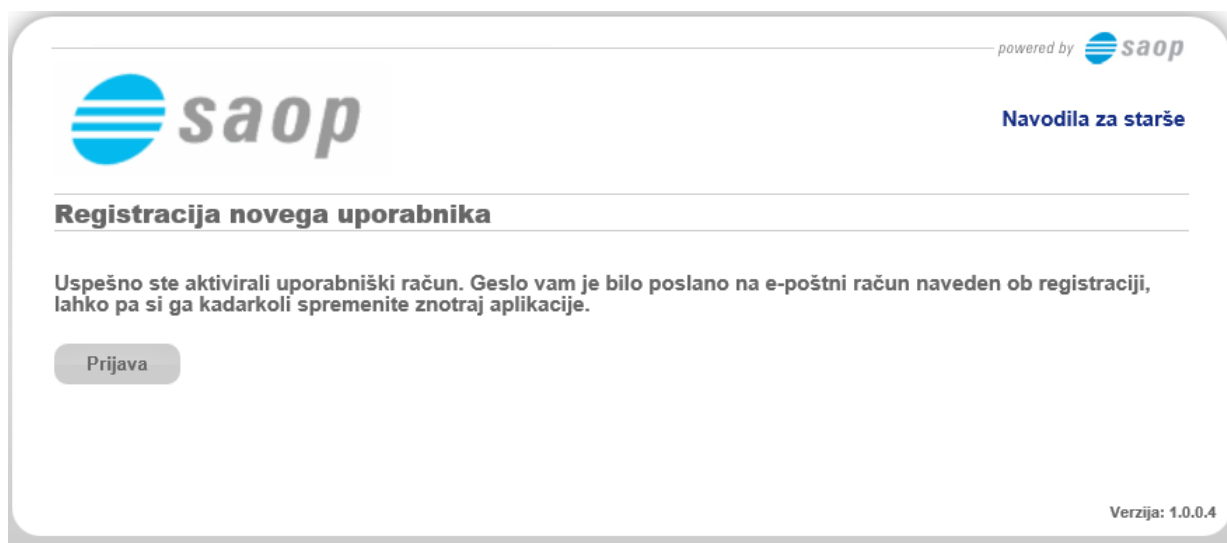 powered by saop
saop
Navodila za starše
Registracija novega uporabnika
Uspešno ste aktivirali uporabniški račun. Geslo vam je bilo poslano na e-poštni račun naveden ob registraciji,
lahko pa si ga kadarkoli spremenite znotraj aplikacije.
Prijava
Verzija: 1.0.0.4